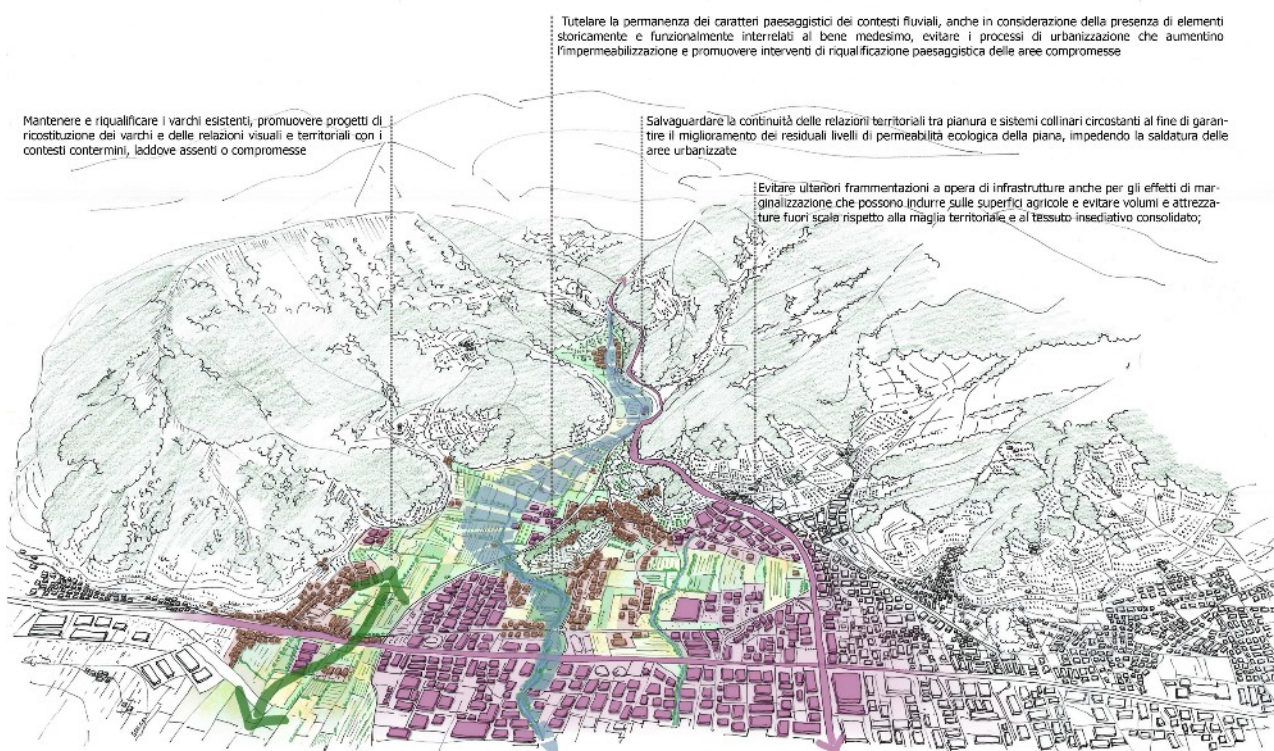 Tutelare la permanenza dei caratteri paesaggistici dei contesti fluviali, anche in considerazione della presenza di elementi
storicamente e funzionalmente interrelati al bene medesimo, evitare i processi di urbanizzazione che aumentino
l'impermeabilizzazione e promuovere interventi di riqualificazione paesaggistica delle aree compromesse
Mantenere e riqualificare i varchi esistenti, promuovere progetti di
ricostituzione dei varchi e delle relazioni visuali e territoriali con i
contesti contermini, laddove assenti o compromesse
Salvaguardare la continuità delle relazioni territoriali tra pianura e sistemi collinari circostanti al fine di garan-
tire il miglioramento dei residuali livelli di permeabilità ecologica della piana, impedendo la saldatura delle
aree urbanizzate
Evitare ulteriori frammentazioni a opera di infrastrutture anche per gli effetti di mar-
ginalizzazione che possono indurre sulle superfici agricole e evitare volumi e attrezza-
ture fuori scala rispetto alla maglia territoriale e al tessuto insediativo consolidato;